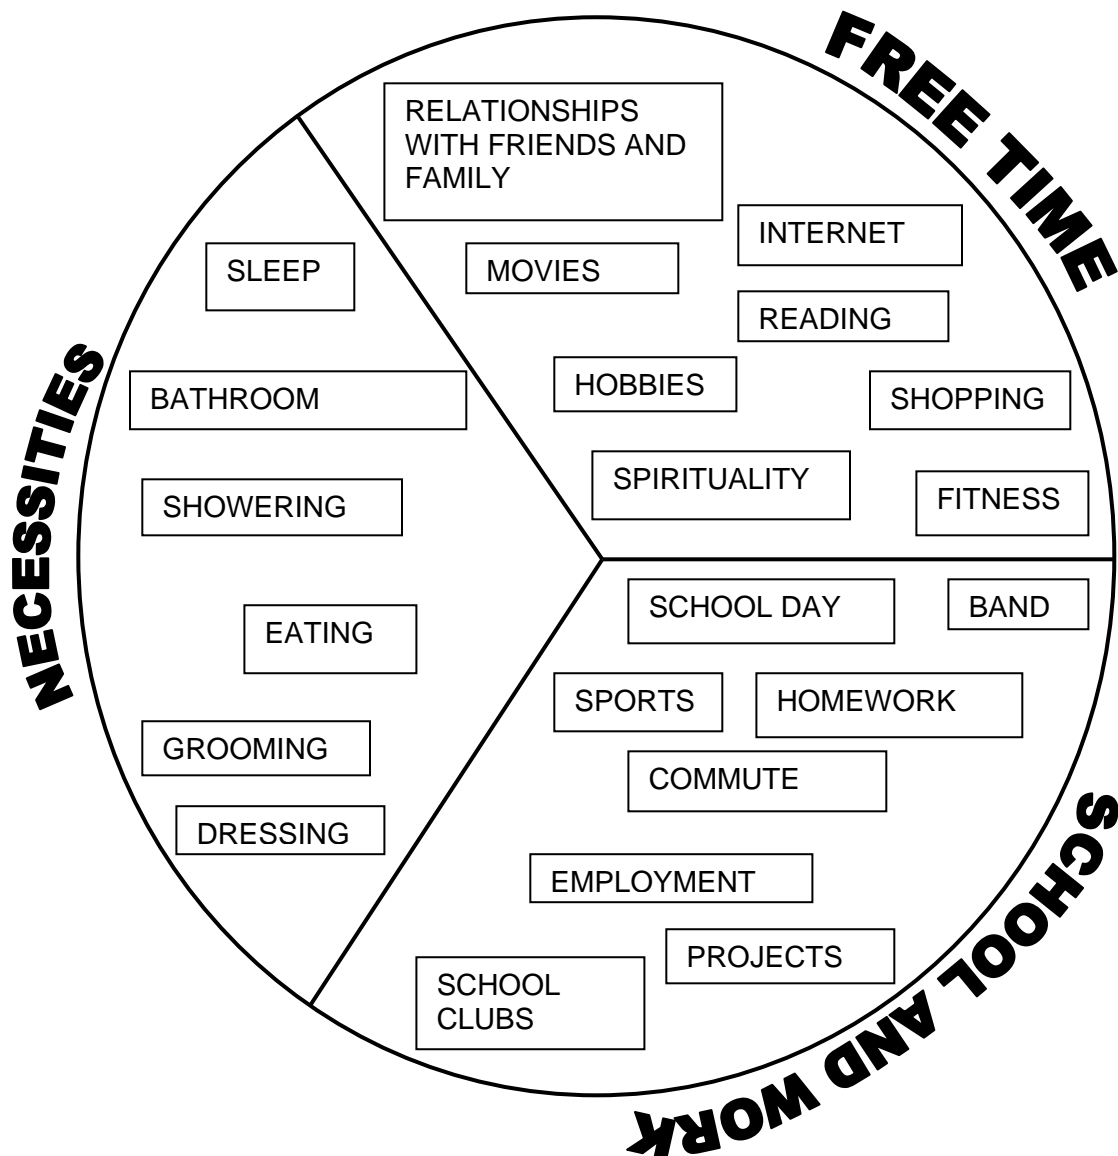 FREE TIME
RELATIONSHIPS
WITH FRIENDS AND
FAMILY
INTERNET
MOVIES
READING
HOBBIES
SHOPPING
SPIRITUALITY
FITNESS
NECESSITIES
SLEEP
BATHROOM
SHOWERING
EATING
GROOMING
DRESSING
SCHOOL DAY
BAND
SPORTS
HOMEWORK
COMMUTE
EMPLOYMENT
PROJECTS
SCHOOL
CLUBS
SCHOOL AND WORK